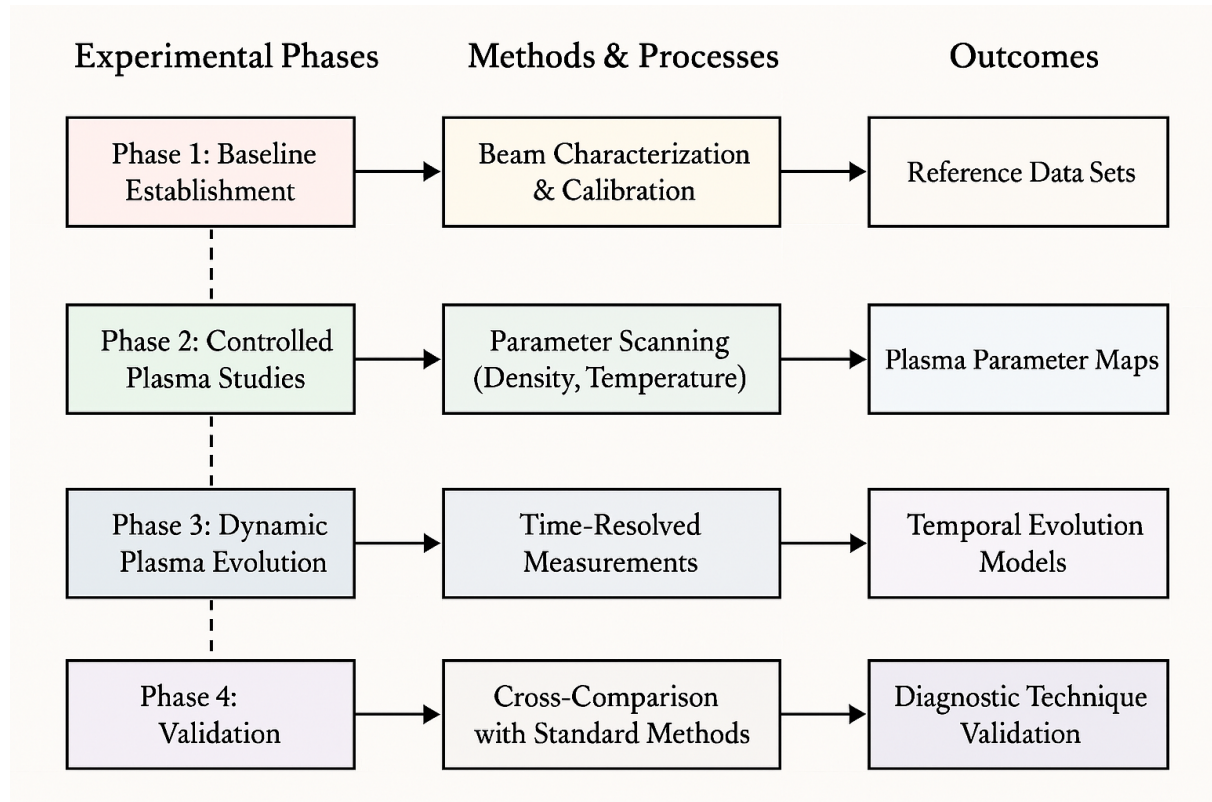 Experimental Phases
Methods & Processes
Outcomes
Phase 1: Baseline
Establishment
Beam Characterization
& Calibration
Reference Data Sets
Phase 2: Controlled
Plasma Studies
Parameter Scanning
(Density, Temperature)
Plasma Parameter Maps
Phase 3: Dynamic
Plasma Evolution
Time-Resolved
Measurements
Temporal Evolution
Models
Phase 4:
Validation
Cross-Comparison
with Standard Methods
Diagnostic Technique
Validation